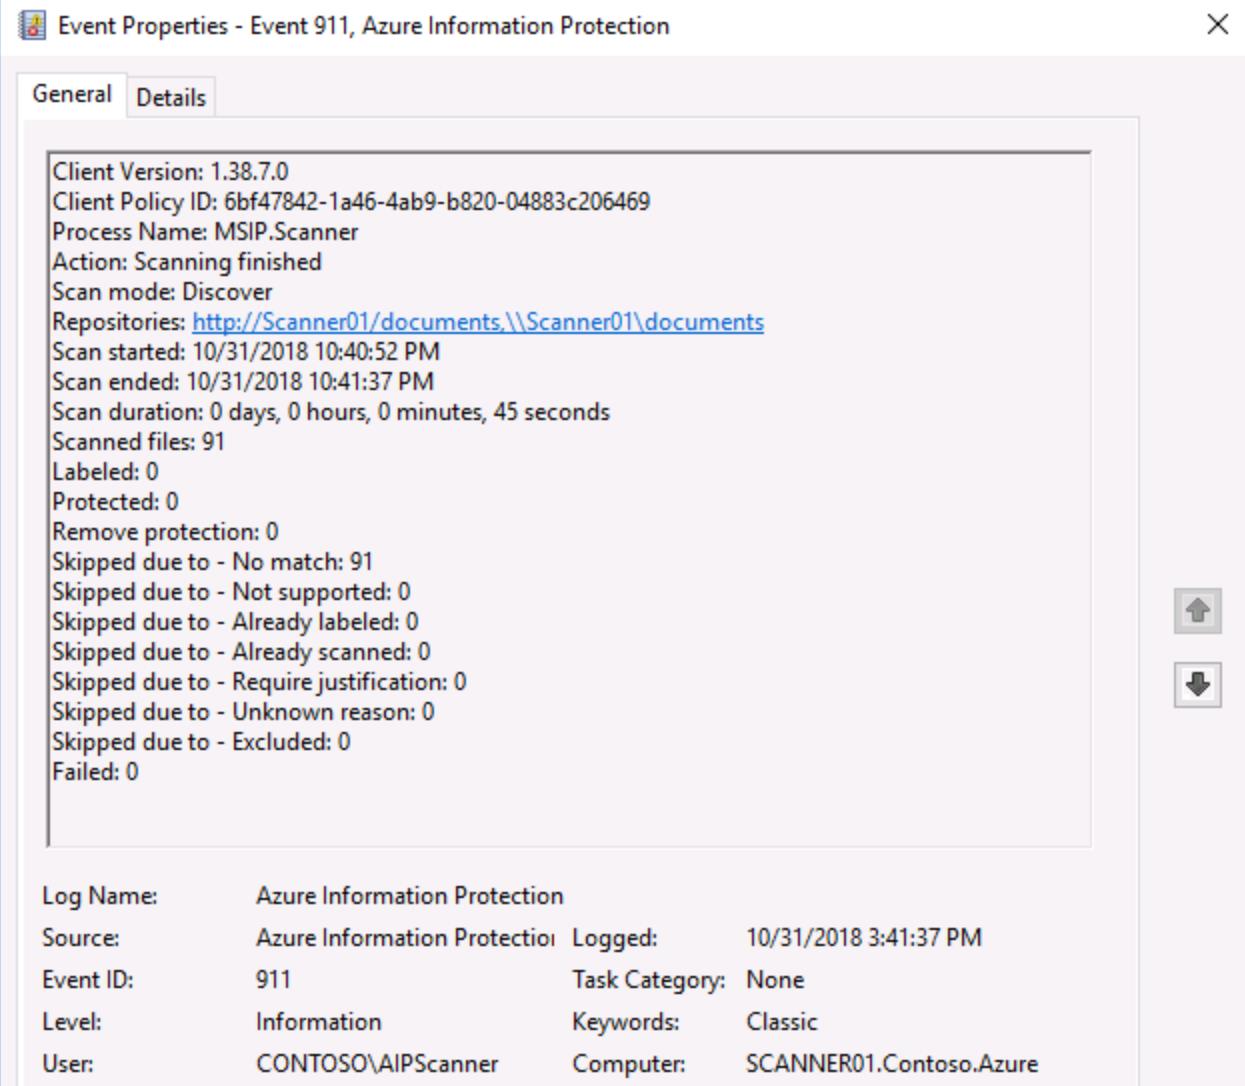 Event Properties - Event 911, Azure Information Protection
General Details
Client Version: 1.38.7.0
Client Policy ID: 6bf47842-1a46-4ab9-b820-04883c206469
Process Name: MSIP.Scanner
Action: Scanning finished
Scan mode: Discover
Repositories: http://Scanner01/documents,\\Scanner01\documents
Scan started: 10/31/2018 10:40:52 PM
Scan ended: 10/31/2018 10:41:37 PM
Scan duration: 0 days, 0 hours, 0 minutes, 45 seconds
Scanned files: 91
Labeled: 0
Protected: 0
Remove protection: 0
Skipped due to - No match: 91
Skipped due to - Not supported: 0
Skipped due to - Already labeled: 0
Skipped due to - Already scanned: 0
Skipped due to - Require justification: 0
Skipped due to - Unknown reason: 0
Skipped due to - Excluded: 0
Failed: 0
Log Name: Azure Information Protection
Source: Azure Information Protection Logged: 10/31/2018 3:41:37 PM
Event ID: 911 Task Category: None
Level: Information Keywords: Classic
User: CONTOSO\AIPScanner Computer: SCANNER01.Contoso.Azure